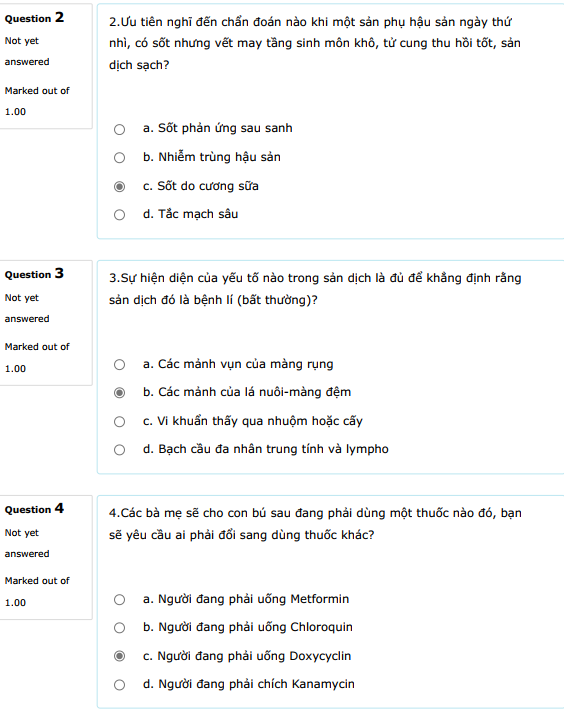 Question 2
Not yet
answered
Marked out of
1.00
2.Ưu tiên nghĩ đến chẩn đoán nào khi một sản phụ hậu sản ngày thứ
nhì, có sốt nhưng vết may tầng sinh môn khô, tử cung thu hồi tốt, sản
dịch sạch?
a. Sốt phản ứng sau sanh
b. Nhiễm trùng hậu sản
c. Sốt do cương sữa
d. Tắc mạch sâu
Question 3
Not yet
answered
Marked out of
1.00
3.Sự hiện diện của yếu tố nào trong sản dịch là đủ để khẳng định rằng
sản dịch đó là bệnh lí (bất thường)?
a. Các mảnh vụn của màng rụng
b. Các mảnh của lá nuôi-màng đệm
c. Vi khuẩn thấy qua nhuộm hoặc cấy
d. Bạch cầu đa nhân trung tính và lympho
Question 4
Not yet
answered
Marked out of
1.00
4.Các bà mẹ sẽ cho con bú sau đang phải dùng một thuốc nào đó, bạn
sẽ yêu cầu ai phải đổi sang dùng thuốc khác?
a. Người đang phải uống Metformin
b. Người đang phải uống Chloroquin
c. Người đang phải uống Doxycyclin
d. Người đang phải chích Kanamycin